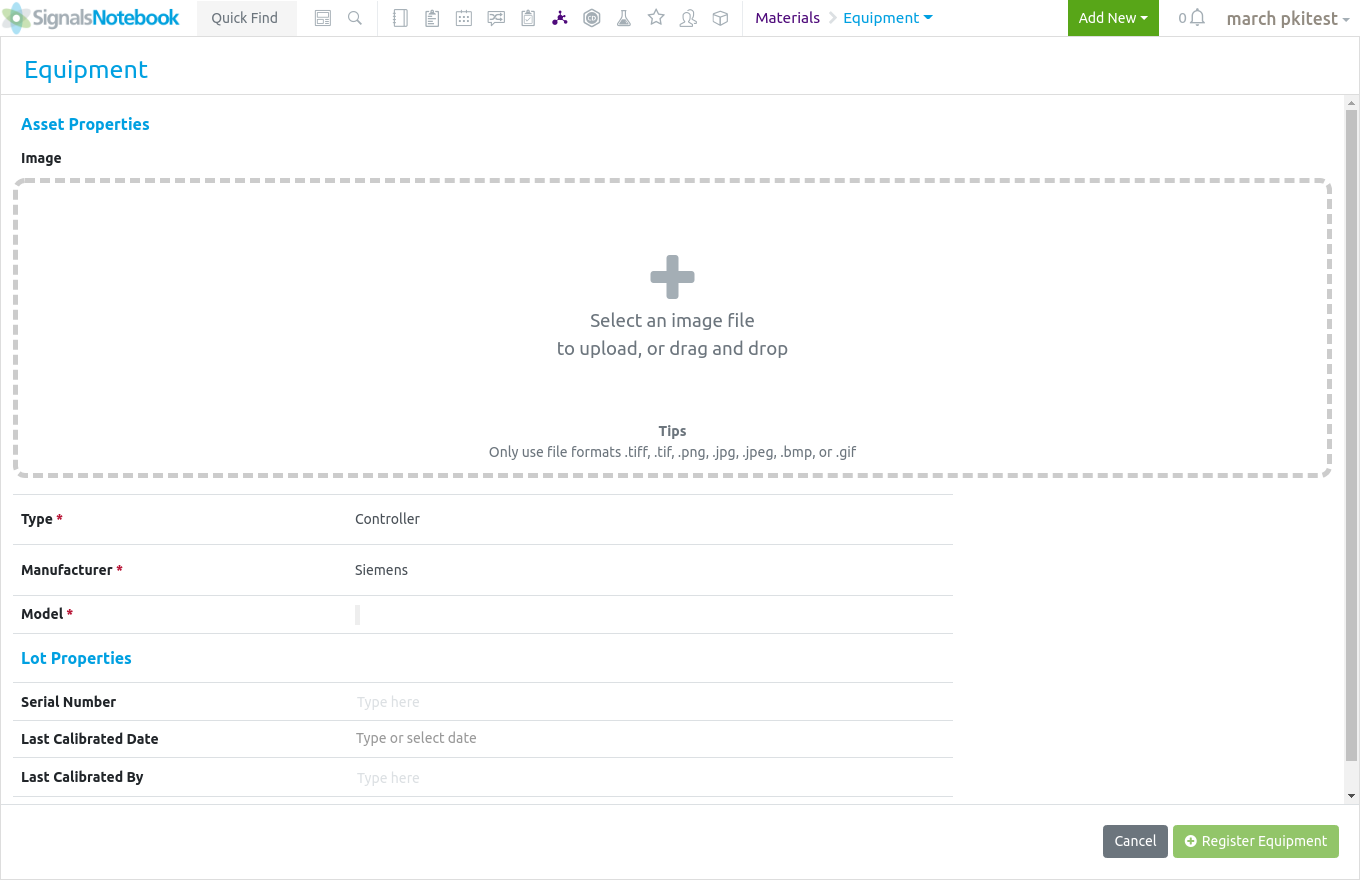 SignalsNotebook Quick Find Materials Equipment Add New 0 march pkitest
Equipment
Asset Properties
Image
Select an image file
to upload, or drag and drop
Tips
Only use file formats .tiff, .tif, .png, .jpg, .jpeg, .bmp, or .gif
Type * Controller
Manufacturer * Siemens
Model *
Lot Properties
Serial Number Type here
Last Calibrated Date Type or select date
Last Calibrated By Type here
Cancel Register Equipment